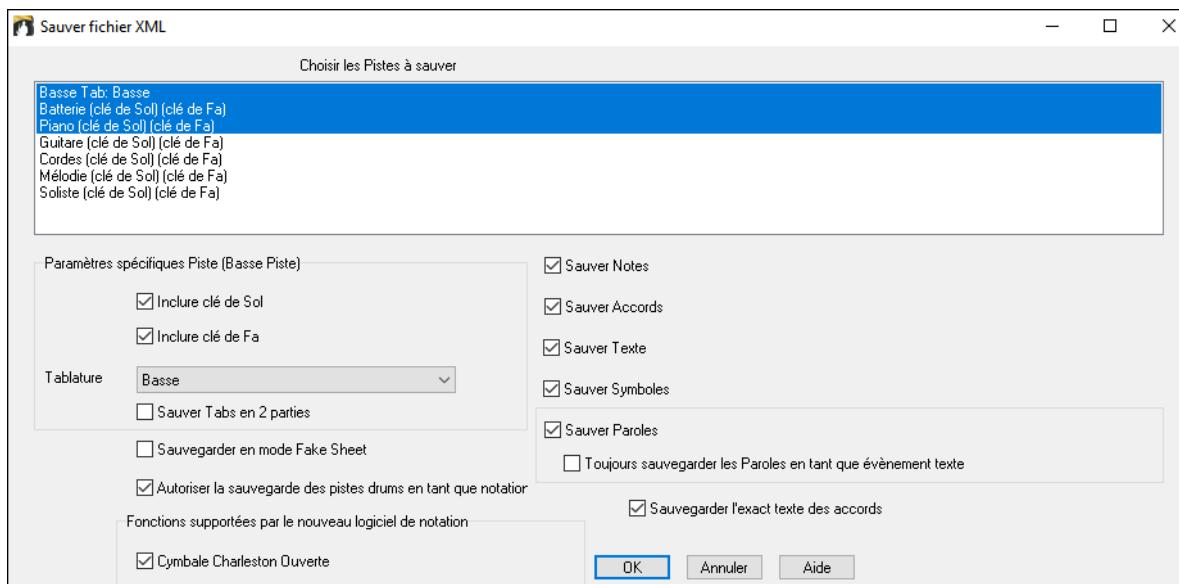 Sauver fichier XML
Choisir les Pistes à sauver
Basse Tab: Basse
Batterie (clé de Sol) (clé de Fa)
Piano (clé de Sol) (clé de Fa)
Guitare (clé de Sol) (clé de Fa)
Cordes (clé de Sol) (clé de Fa)
Mélodie (clé de Sol) (clé de Fa)
Soliste (clé de Sol) (clé de Fa)
Paramètres spécifiques Piste (Basse Piste)
Inclure clé de Sol
Inclure clé de Fa
Tablature Basse
Sauver Tabs en 2 parties
Sauvegarder en mode Fake Sheet
Autoriser la sauvegarde des pistes drums en tant que notation
Fonctions supportées par le nouveau logiciel de notation
Cymbale Charleston Ouverte
Sauver Notes
Sauver Accords
Sauver Texte
Sauver Symboles
Sauver Paroles
Toujours sauvegarder les Paroles en tant que évènement texte
Sauvegarder l'exact texte des accords
OK Annuler Aide